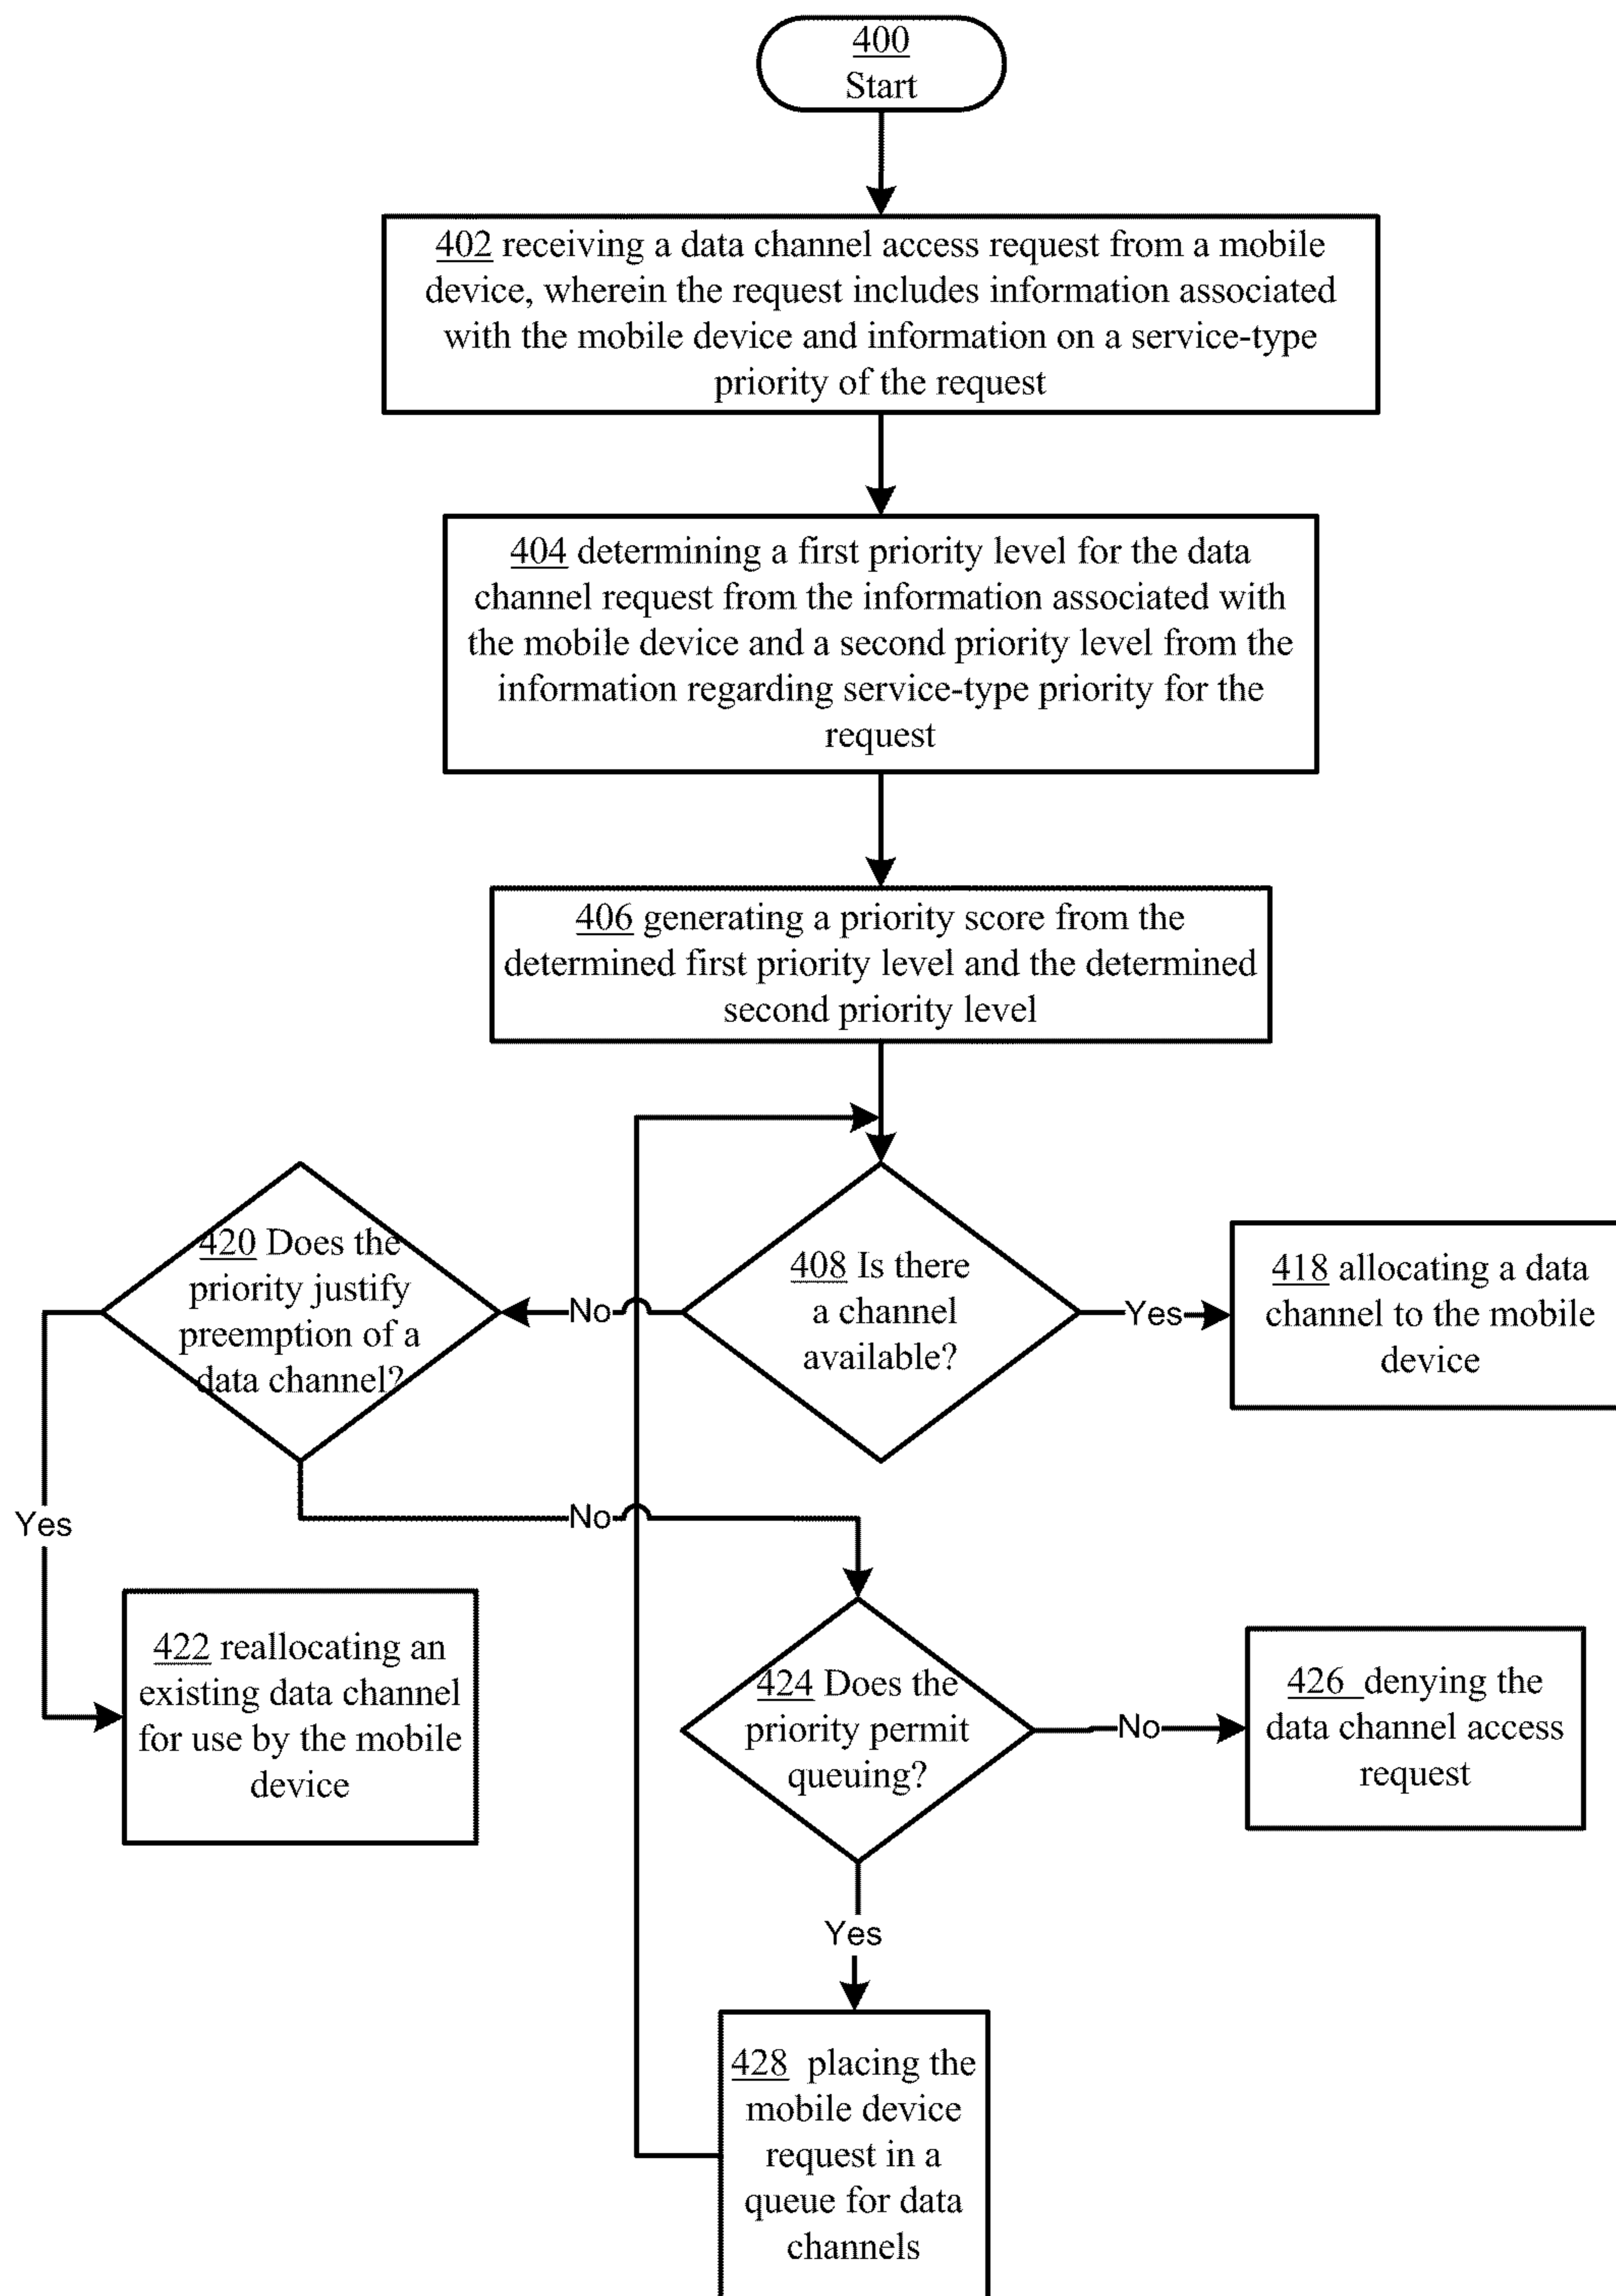 400
Start
402 receiving a data channel access request from a mobile
device, wherein the request includes information associated
with the mobile device and information on a service-type
priority of the request
404 determining a first priority level for the data
channel request from the information associated with
the mobile device and a second priority level from the
information regarding service-type priority for the
request
406 generating a priority score from the
determined first priority level and the determined
second priority level
420 Does the
priority justify
preemption of a
data channel?
No
408 Is there
a channel
available?
Yes
418 allocating a data
channel to the mobile
device
Yes
No
422 reallocating an
existing data channel
for use by the mobile
device
424 Does the
priority permit
queuing?
No
426 denying the
data channel access
request
Yes
428 placing the
mobile device
request in a
queue for data
channels